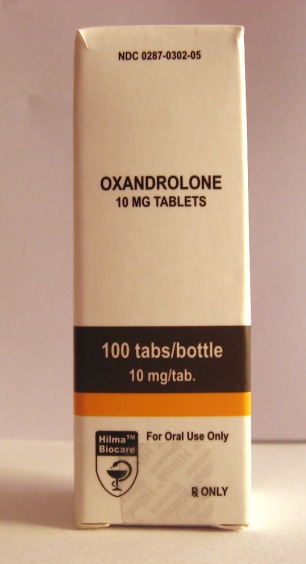 NDC 0287-0302-05
OXANDROLONE
10 MG TABLETS
100 tabs/bottle
10 mg/tab.
Hilma™
Biocare
For Oral Use Only
℞ ONLY